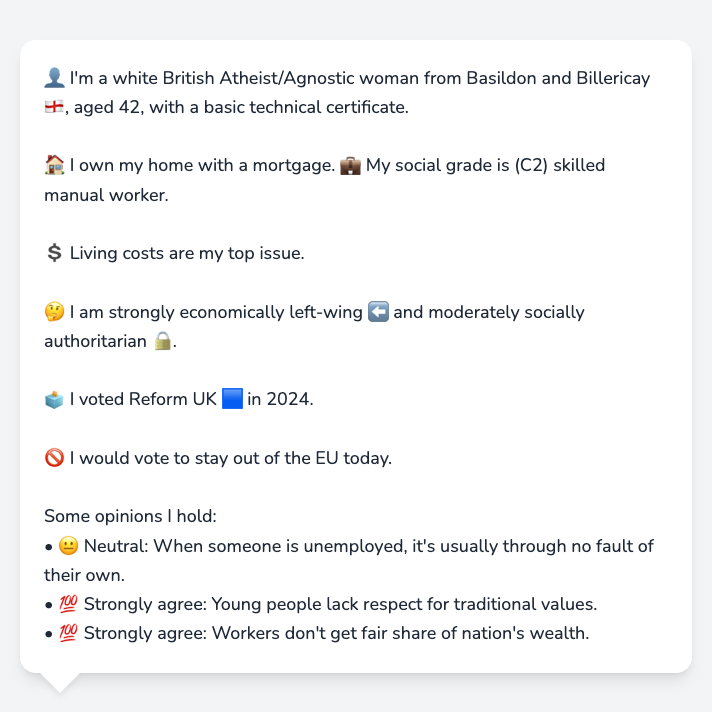 👤 I'm a white British Atheist/Agnostic woman from Basildon and Billericay
🏴󠁧󠁢󠁥󠁮󠁧󠁿, aged 42, with a basic technical certificate.
🏠 I own my home with a mortgage. 💼 My social grade is (C2) skilled
manual worker.
💲 Living costs are my top issue.
🤔 I am strongly economically left-wing ⬅️ and moderately socially
authoritarian 🔒.
🗳️ I voted Reform UK 🟦 in 2024.
🚫 I would vote to stay out of the EU today.
Some opinions I hold:
• 😐 Neutral: When someone is unemployed, it's usually through no fault of
their own.
• 💯 Strongly agree: Young people lack respect for traditional values.
• 💯 Strongly agree: Workers don't get fair share of nation's wealth.